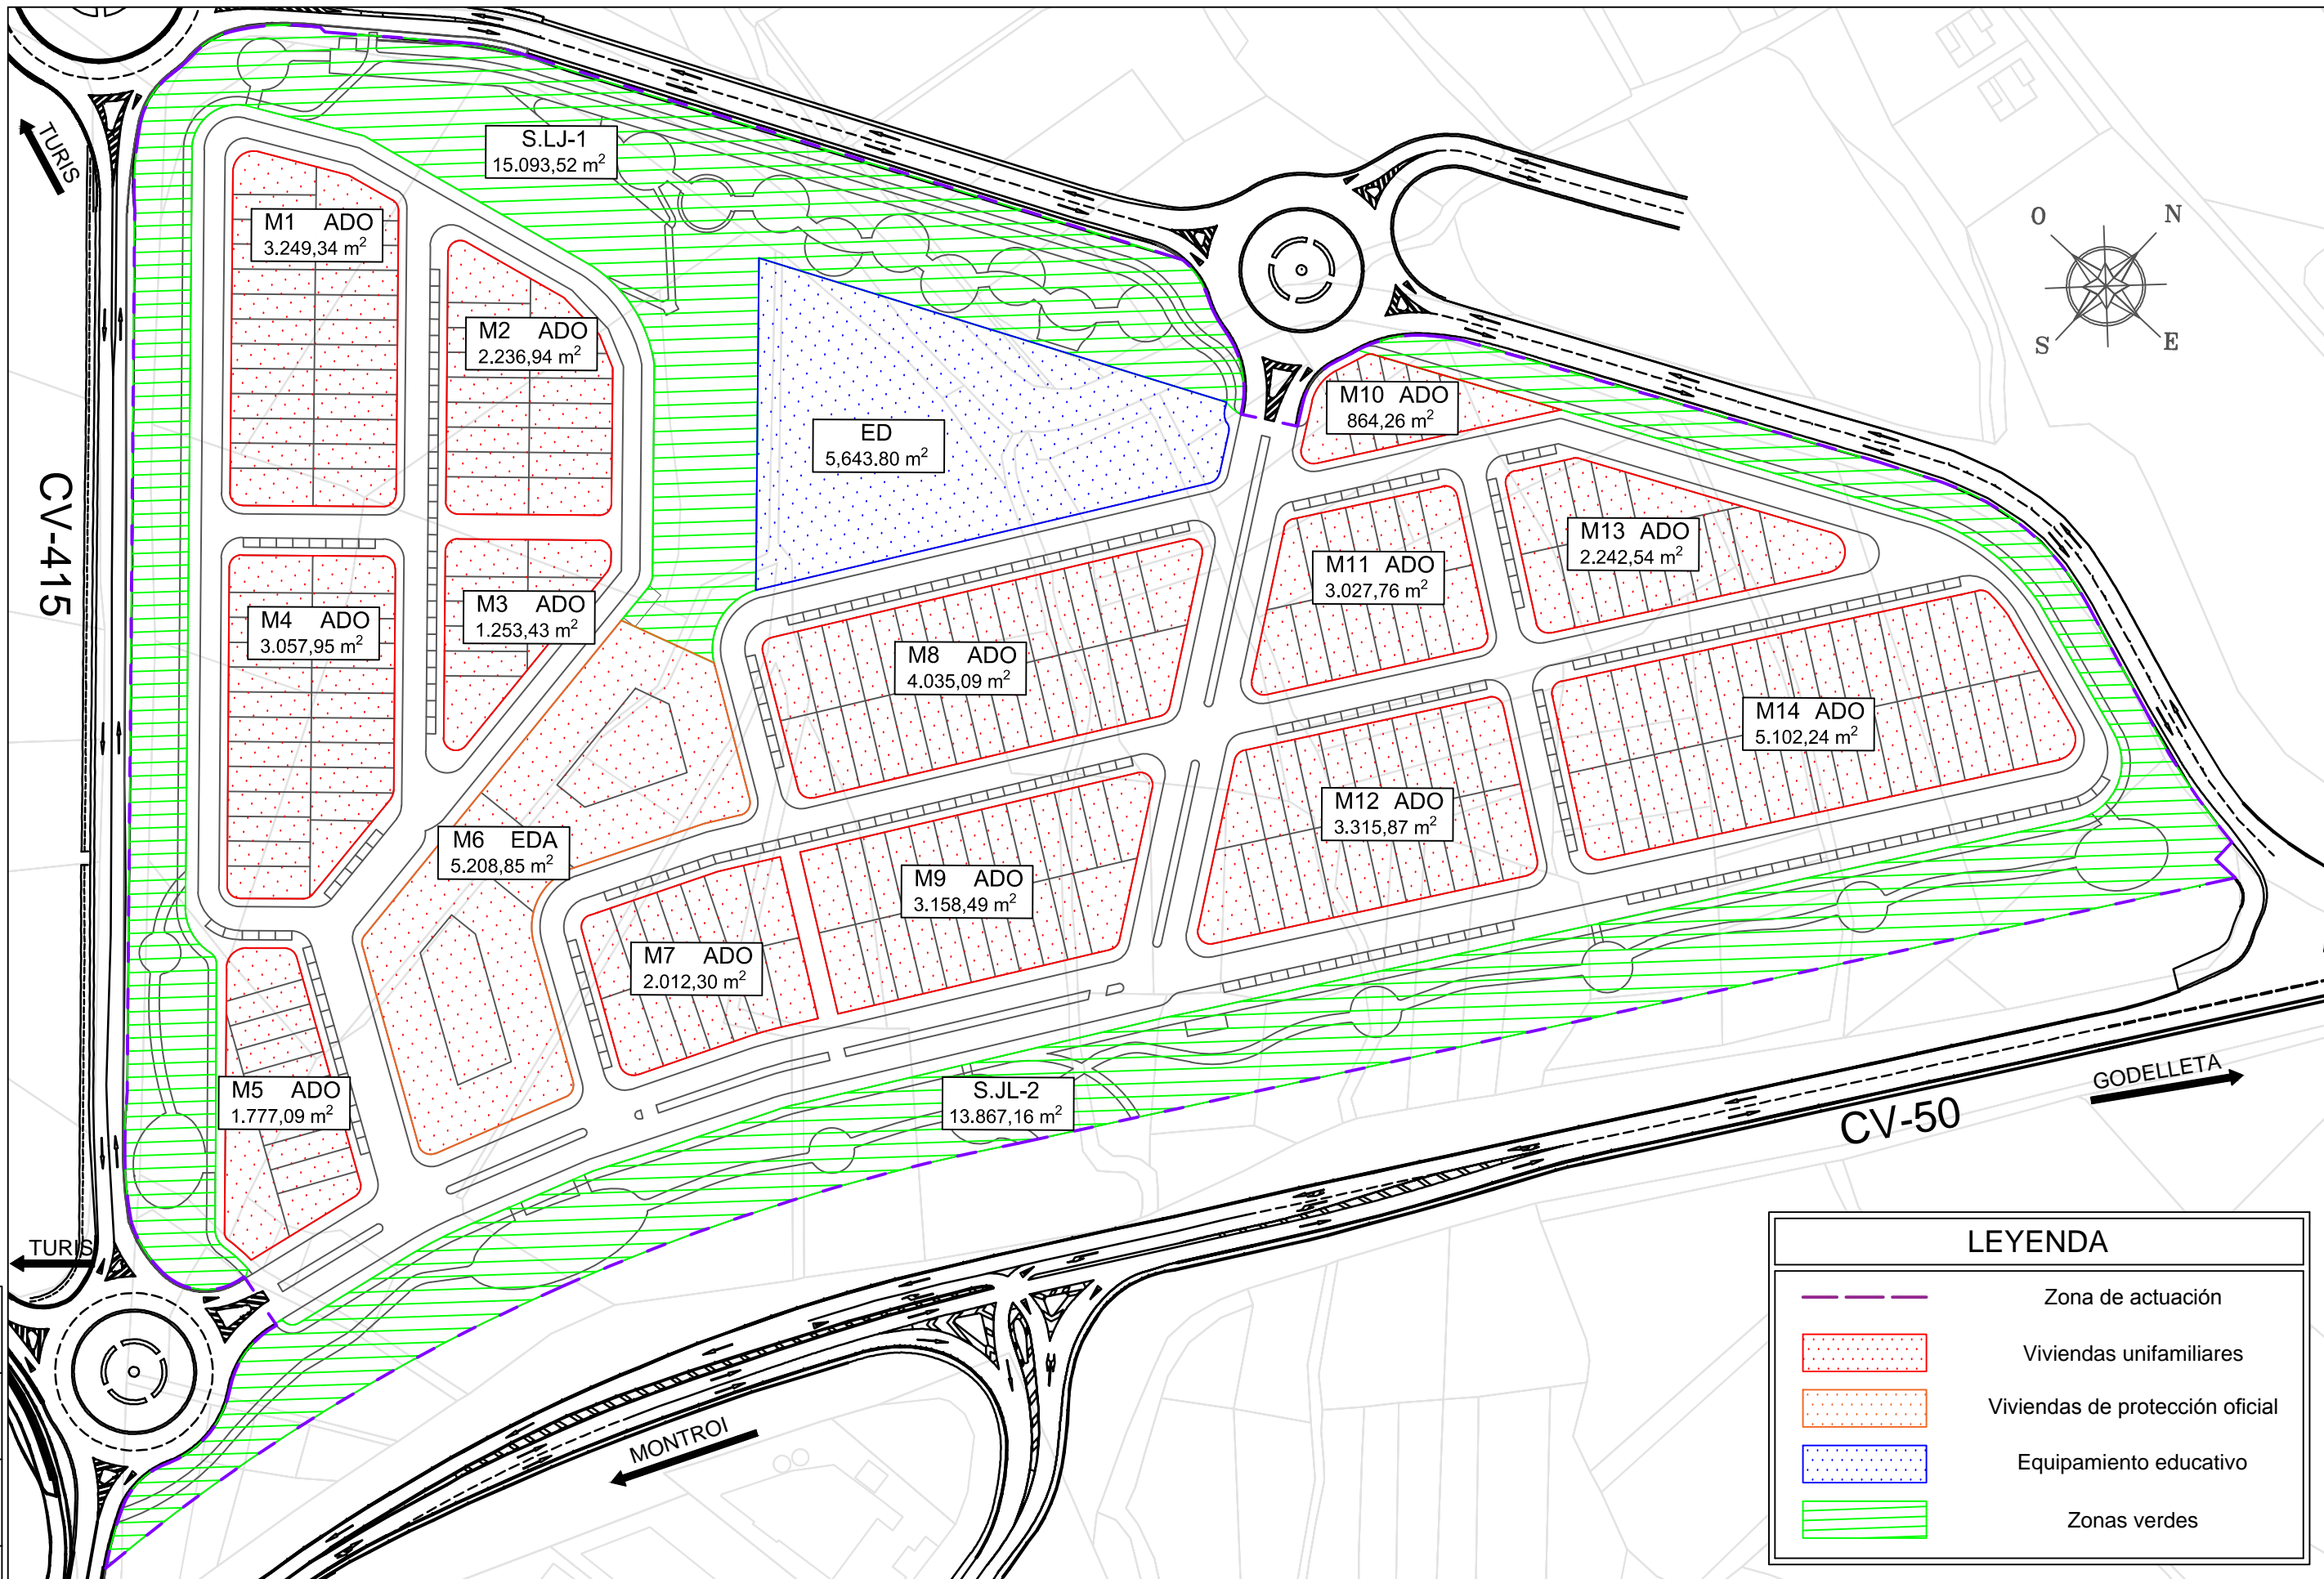 TURIS
CV-415
TURIS
S.LJ-1
15.093,52 m²
M1 ADO
3.249,34 m²
M2 ADO
2.236,94 m²
ED
5,643.80 m²
M3 ADO
1.253,43 m²
M4 ADO
3.057,95 m²
M10 ADO
864,26 m²
M11 ADO
3.027,76 m²
M13 ADO
2.242,54 m²
M8 ADO
4.035,09 m²
M14 ADO
5.102,24 m²
M12 ADO
3.315,87 m²
M6 EDA
5.208,85 m²
M9 ADO
3.158,49 m²
M7 ADO
2.012,30 m²
M5 ADO
1.777,09 m²
S.JL-2
13.867,16 m²
O
N
S
E
GODELLETA
CV-50
MONTROI
LEYENDA
Zona de actuación
Viviendas unifamiliares
Viviendas de protección oficial
Equipamiento educativo
Zonas verdes